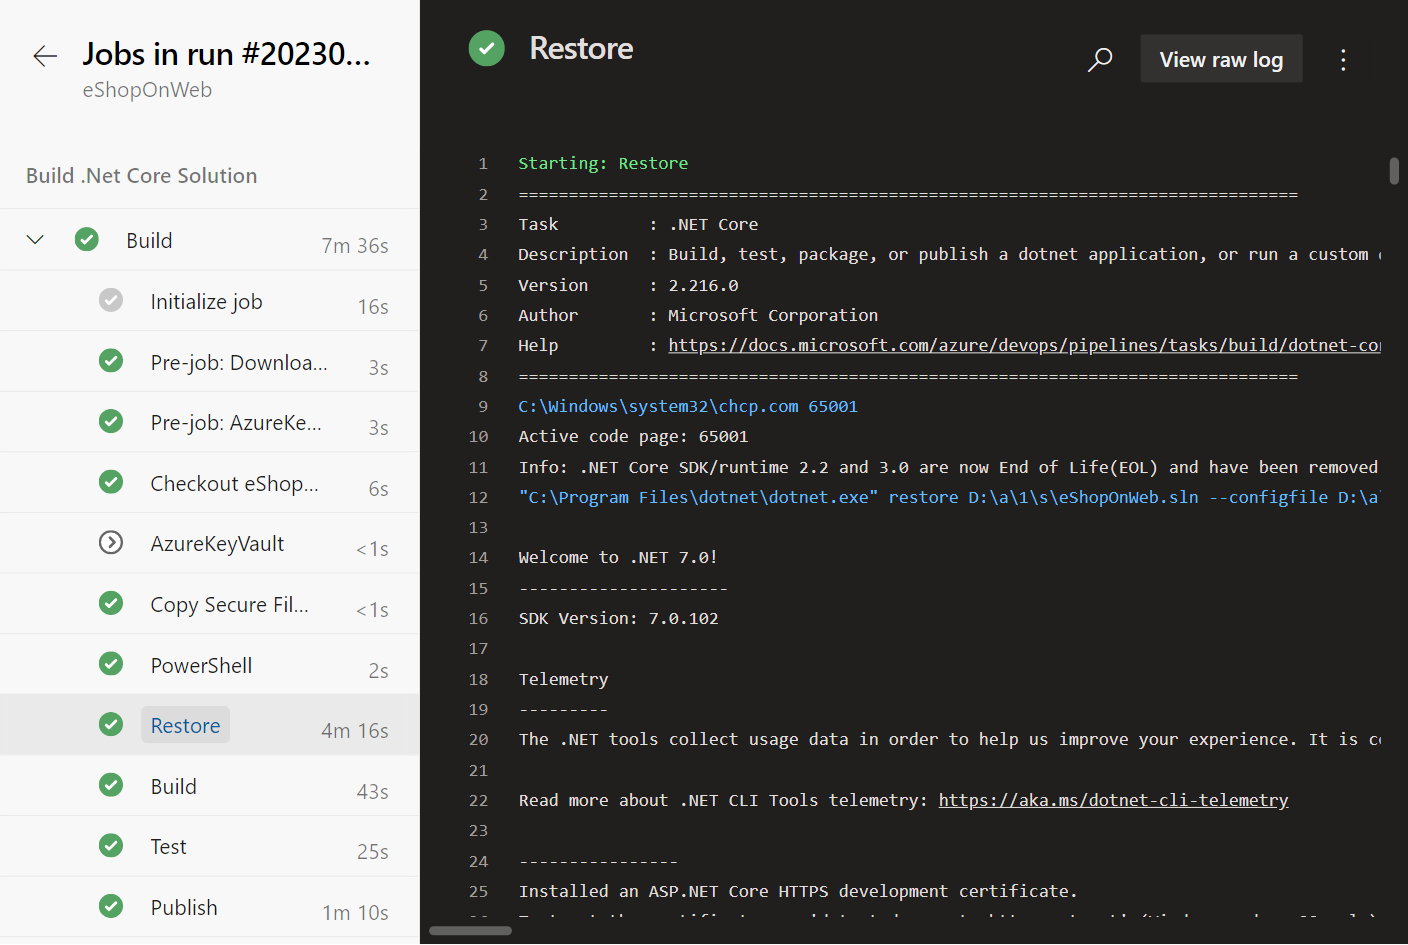 Jobs in run #20230...
eShopOnWeb
Build .Net Core Solution
Build 7m 36s
Initialize job 16s
Pre-job: Downloa... 3s
Pre-job: AzureKe... 3s
Checkout eShop... 6s
AzureKeyVault <1s
Copy Secure Fil... <1s
PowerShell 2s
Restore 4m 16s
Build 43s
Test 25s
Publish 1m 10s
Restore
View raw log
1 Starting: Restore
2 ==============================================================================
3 Task : .NET Core
4 Description : Build, test, package, or publish a dotnet application, or run a custom
5 Version : 2.216.0
6 Author : Microsoft Corporation
7 Help : https://docs.microsoft.com/azure/devops/pipelines/tasks/build/dotnet-co
8 ==============================================================================
9 C:\Windows\system32\chcp.com 65001
10 Active code page: 65001
11 Info: .NET Core SDK/runtime 2.2 and 3.0 are now End of Life(EOL) and have been removed
12 "C:\Program Files\dotnet\dotnet.exe" restore D:\a\1\s\eShopOnWeb.sln --configfile D:\a\
13
14 Welcome to .NET 7.0!
15 ---------------------
16 SDK Version: 7.0.102
17
18 Telemetry
19 ---------
20 The .NET tools collect usage data in order to help us improve your experience. It is
21
22 Read more about .NET CLI Tools telemetry: https://aka.ms/dotnet-cli-telemetry
23
24 ----------------
25 Installed an ASP.NET Core HTTPS development certificate.